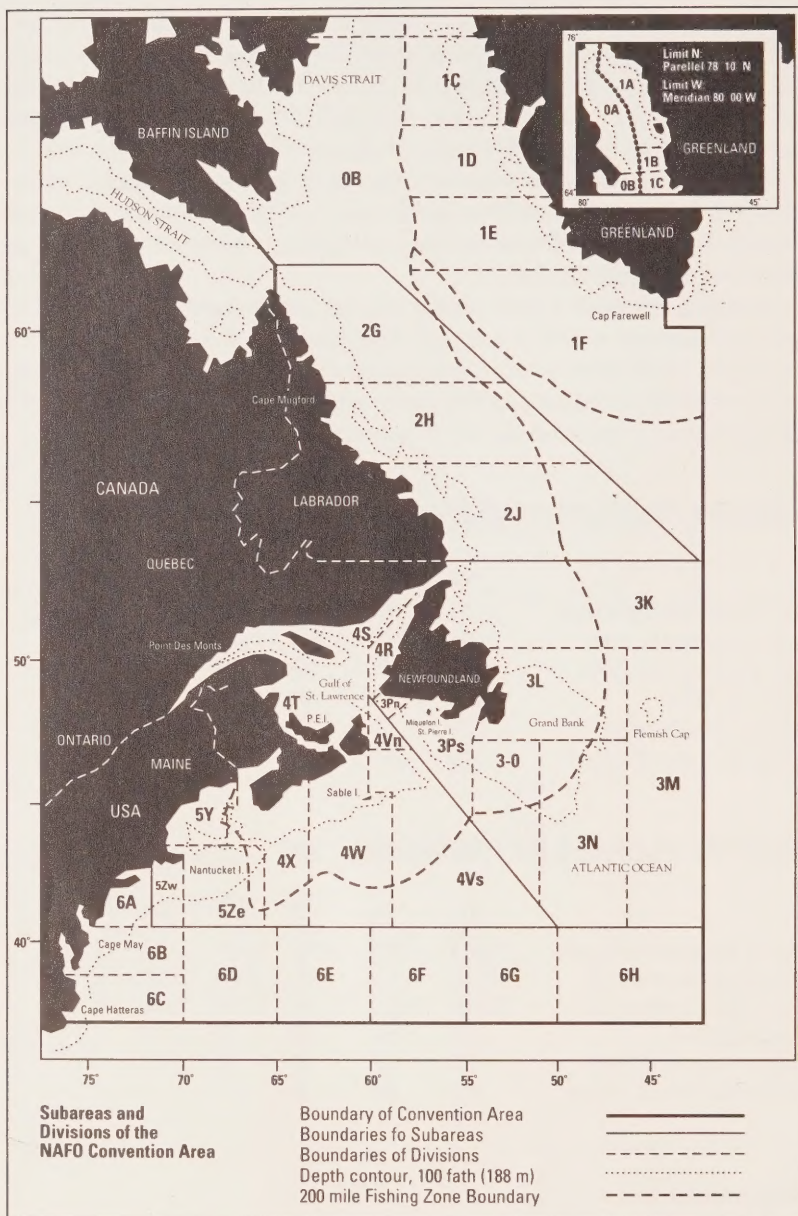 76°
Limit N:
Parellel 78 10 N
Limit W:
Meridian 80 00 W
1A
0A
GREENLAND
1B
0B
1C
64°
80°
45°
DAVIS STRAIT
1C
BAFFIN ISLAND
1D
0B
HUDSON STRAIT
1E
GREENLAND
Cap Farewell
60°
2G
1F
Cape Mugford
2H
CANADA
LABRADOR
2J
QUEBEC
3K
4S
Point Des Monts
4R
50°
NEWFOUNDLAND
3L
Gulf of
St. Lawrence
4T
3Pn
P.E.I.
Miquelon I.
St. Pierre I.
Grand Bank
Flemish Cap
ONTARIO
4Vn
3Ps
3-0
MAINE
3M
Sable I.
USA
5Y
3N
Nantucket I.
4X
4W
ATLANTIC OCEAN
5Zw
4Vs
6A
5Ze
40°
Cape May
6B
6D
6E
6F
6G
6H
6C
Cape Hatteras
75°
70°
65°
60°
55°
50°
45°
Subareas and
Divisions of the
NAFO Convention Area
Boundary of Convention Area
Boundaries fo Subareas
Boundaries of Divisions
Depth contour, 100 fath (188 m)
200 mile Fishing Zone Boundary